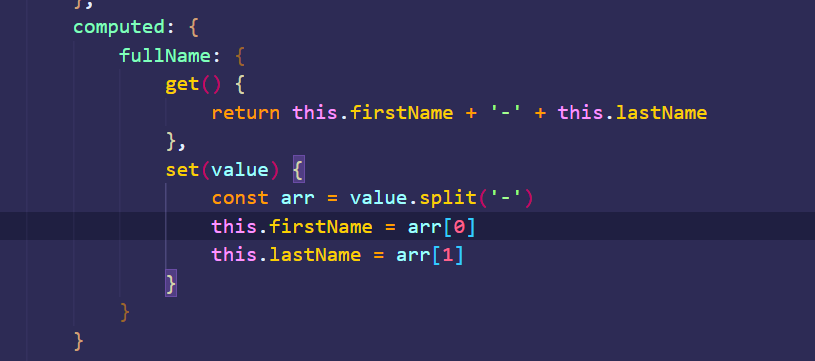 },
computed: {
fullName: {
get() {
return this.firstName + '-' + this.lastName
},
set(value) {
const arr = value.split('-')
this.firstName = arr[0]
this.lastName = arr[1]
}
}
}